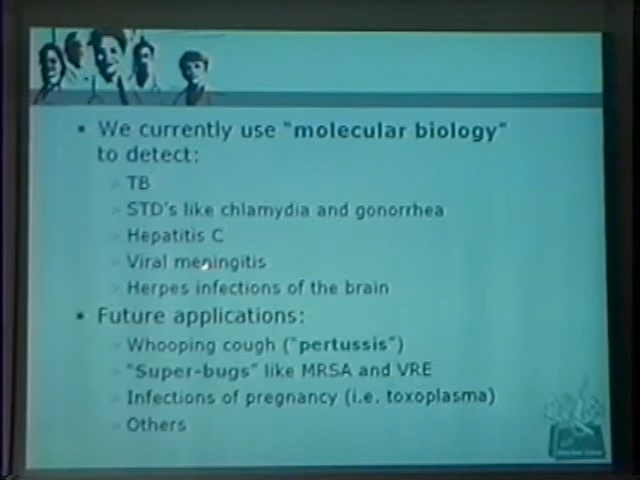 • We currently use "molecular biology"
to detect:
TB
STD's like chlamydia and gonorrhea
Hepatitis C
Viral meningitis
Herpes infections of the brain
• Future applications:
Whooping cough ("pertussis")
"Super-bugs" like MRSA and VRE
Infections of pregnancy (i.e. toxoplasma)
Others